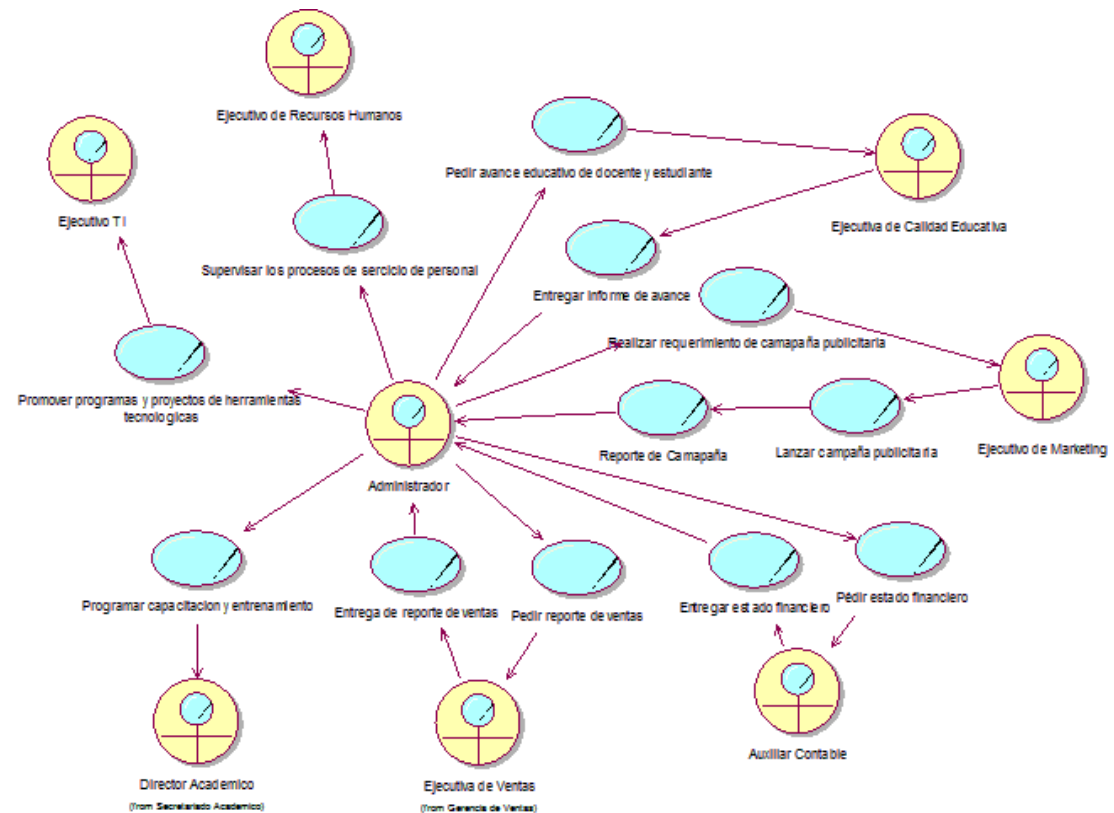 Ejecutivo de Recursos Humanos
Pedir avance educativo de docente y estudiante
Ejecutivo TI
Ejecutiva de Calidad Educativa
Supervisar los procesos de sercicio de personal
Entregar Informe de avance
Realizar requerimiento de camapaña publicitaria
Promover programas y proyectos de herramientas
tecnologicas
Reporte de Camapaña
Lanzar campaña publicitaria
Ejecutivo de Marketing
Administrador
Programar capacitacion y entrenamiento
Entrega de reporte de ventas
Pedir reporte de ventas
Entregar estado financiero
Pédir estado financiero
Auxiliar Contable
Director Academico
(from Secretariado Academico)
Ejecutiva de Ventas
(from Gerencia de Ventas)